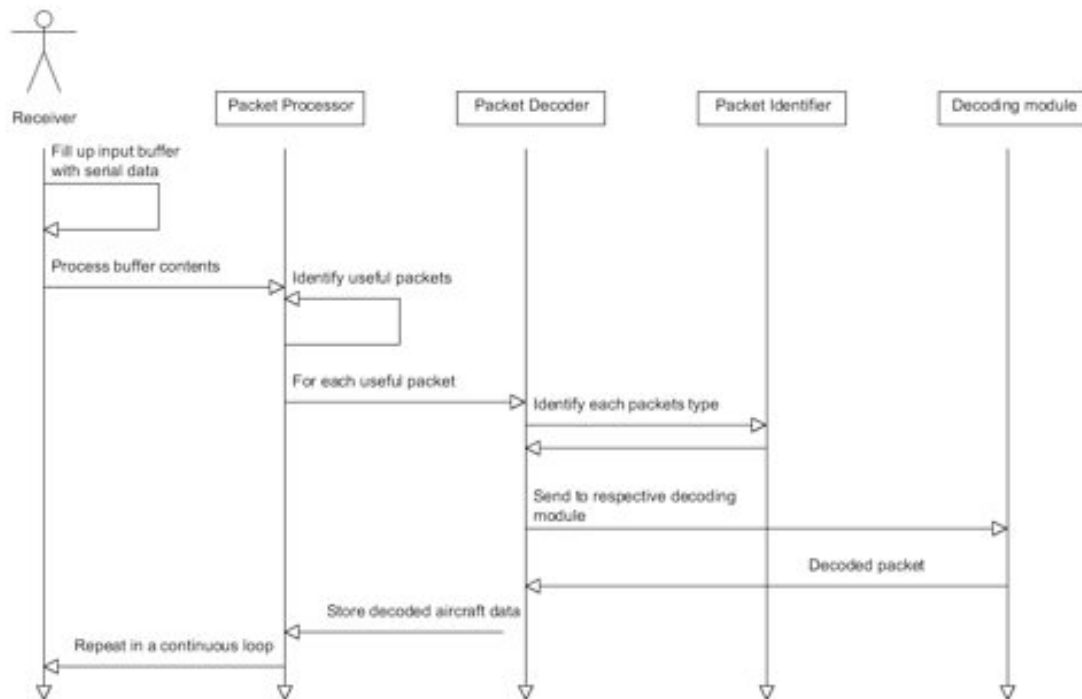 Receiver
Packet Processor
Packet Decoder
Packet Identifier
Decoding module
Fill up input buffer
with serial data
Process buffer contents
Identify useful packets
For each useful packet
Identify each packets type
Send to respective decoding
module
Decoded packet
Store decoded aircraft data
Repeat in a continuous loop